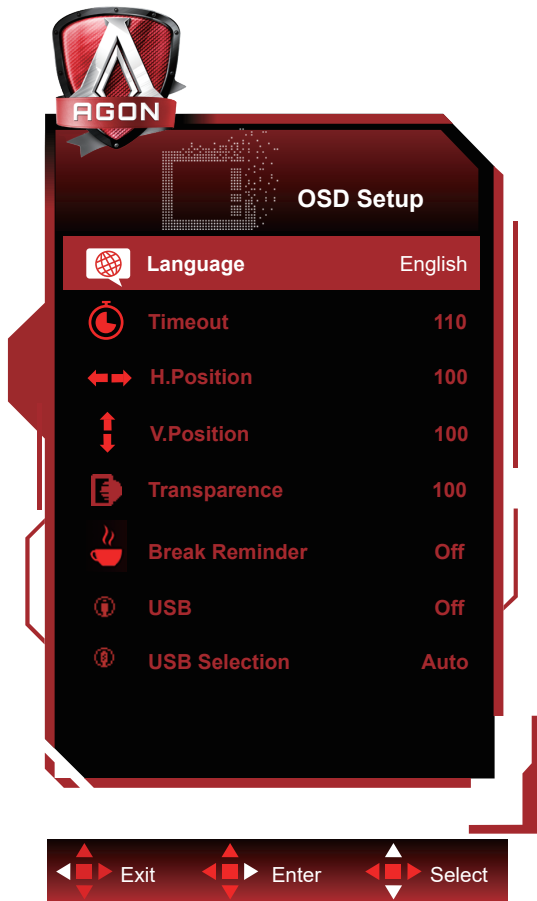 AGON
OSD Setup
Language English
Timeout 110
H.Position 100
V.Position 100
Transparence 100
Break Reminder Off
USB Off
USB Selection Auto
Exit Enter Select